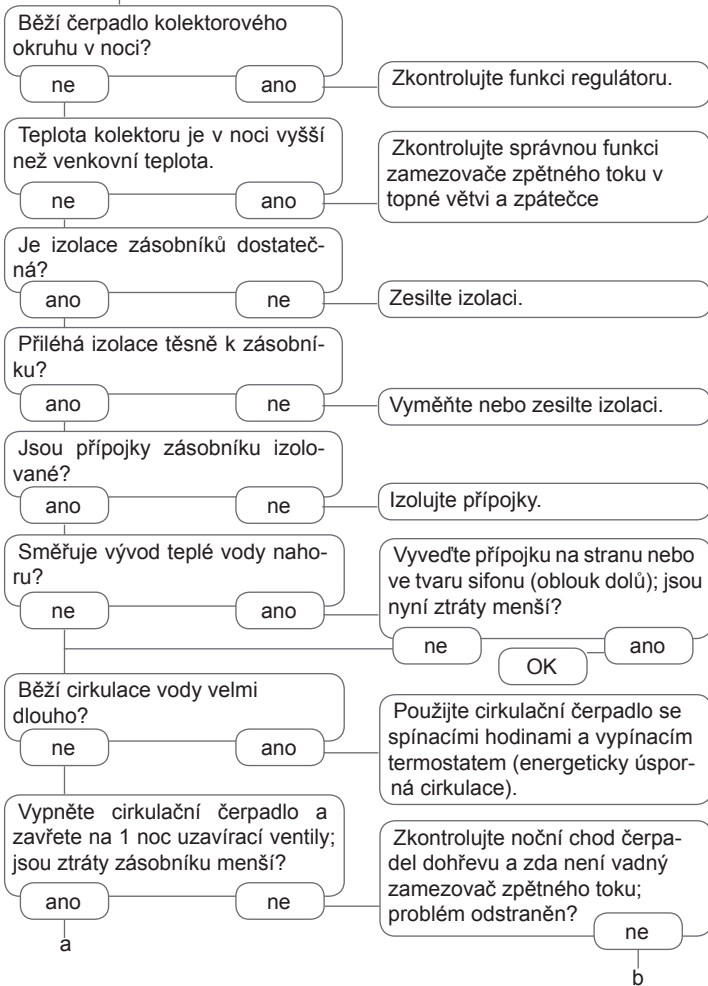 Běží čerpadlo kolektorového
okruhu v noci?
ne
ano
Zkontrolujte funkci regulátoru.
Teplota kolektoru je v noci vyšší
než venkovní teplota.
ne
ano
Zkontrolujte správnou funkci
zamezovače zpětného toku v
topné větvi a zpátečce
Je izolace zásobníků dostateč-
ná?
ano
ne
Zesilte izolaci.
Přiléhá izolace těsně k zásobní-
ku?
ano
ne
Vyměňte nebo zesilte izolaci.
Jsou přípojky zásobníku izolo-
vané?
ano
ne
Izolujte přípojky.
Směřuje vývod teplé vody naho-
ru?
ne
ano
Vyveďte přípojku na stranu nebo
ve tvaru sifonu (oblouk dolů); jsou
nyní ztráty menší?
ne
ano
OK
Běží cirkulace vody velmi
dlouho?
ne
ano
Použijte cirkulační čerpadlo se
spínacími hodinami a vypínacím
termostatem (energeticky úspor-
ná cirkulace).
Vypněte cirkulační čerpadlo a
zavřete na 1 noc uzavírací ventily;
jsou ztráty zásobníku menší?
ano
ne
Zkontrolujte noční chod čerpa-
del dohřevu a zda není vadný
zamezovač zpětného toku;
problém odstraněn?
ne
a
b